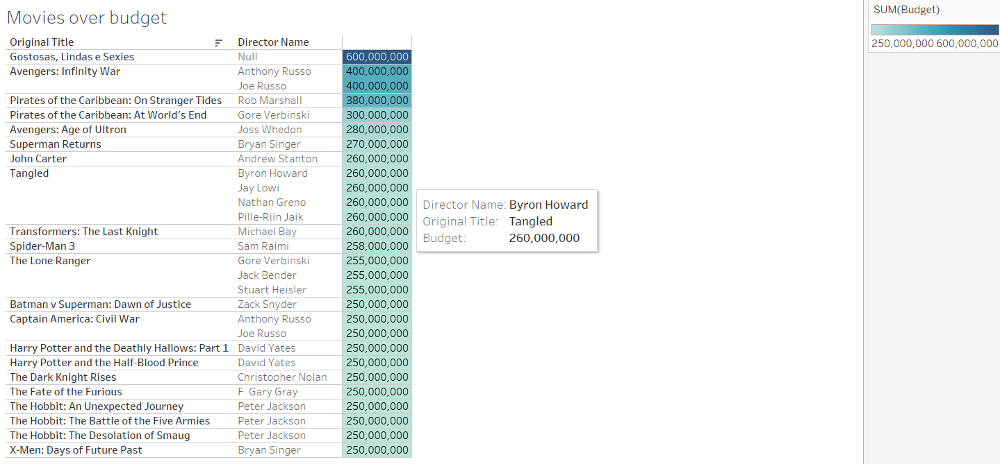 Movies over budget
SUM(Budget)
250,000,000 600,000,000
Original Title Director Name
Gostosas, Lindas e Sexies Null 600,000,000
Avengers: Infinity War Anthony Russo 400,000,000
Joe Russo 400,000,000
Pirates of the Caribbean: On Stranger Tides Rob Marshall 380,000,000
Pirates of the Caribbean: At World’s End Gore Verbinski 300,000,000
Avengers: Age of Ultron Joss Whedon 280,000,000
Superman Returns Bryan Singer 270,000,000
John Carter Andrew Stanton 260,000,000
Tangled Byron Howard 260,000,000
Jay Lowi 260,000,000
Nathan Greno 260,000,000
Pille-Riin Jaik 260,000,000
Transformers: The Last Knight Michael Bay 260,000,000
Spider-Man 3 Sam Raimi 258,000,000
The Lone Ranger Gore Verbinski 255,000,000
Jack Bender 255,000,000
Stuart Heisler 255,000,000
Batman v Superman: Dawn of Justice Zack Snyder 250,000,000
Captain America: Civil War Anthony Russo 250,000,000
Joe Russo 250,000,000
Harry Potter and the Deathly Hallows: Part 1 David Yates 250,000,000
Harry Potter and the Half-Blood Prince David Yates 250,000,000
The Dark Knight Rises Christopher Nolan 250,000,000
The Fate of the Furious F. Gary Gray 250,000,000
The Hobbit: An Unexpected Journey Peter Jackson 250,000,000
The Hobbit: The Battle of the Five Armies Peter Jackson 250,000,000
The Hobbit: The Desolation of Smaug Peter Jackson 250,000,000
X-Men: Days of Future Past Bryan Singer 250,000,000
Director Name: Byron Howard
Original Title: Tangled
Budget: 260,000,000